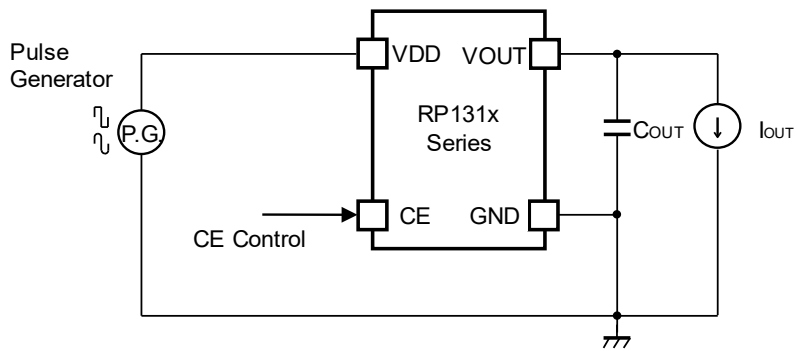 Pulse
Generator
P.G.
VDD
VOUT
RP131x
Series
COUT
IOUT
CE
GND
CE Control